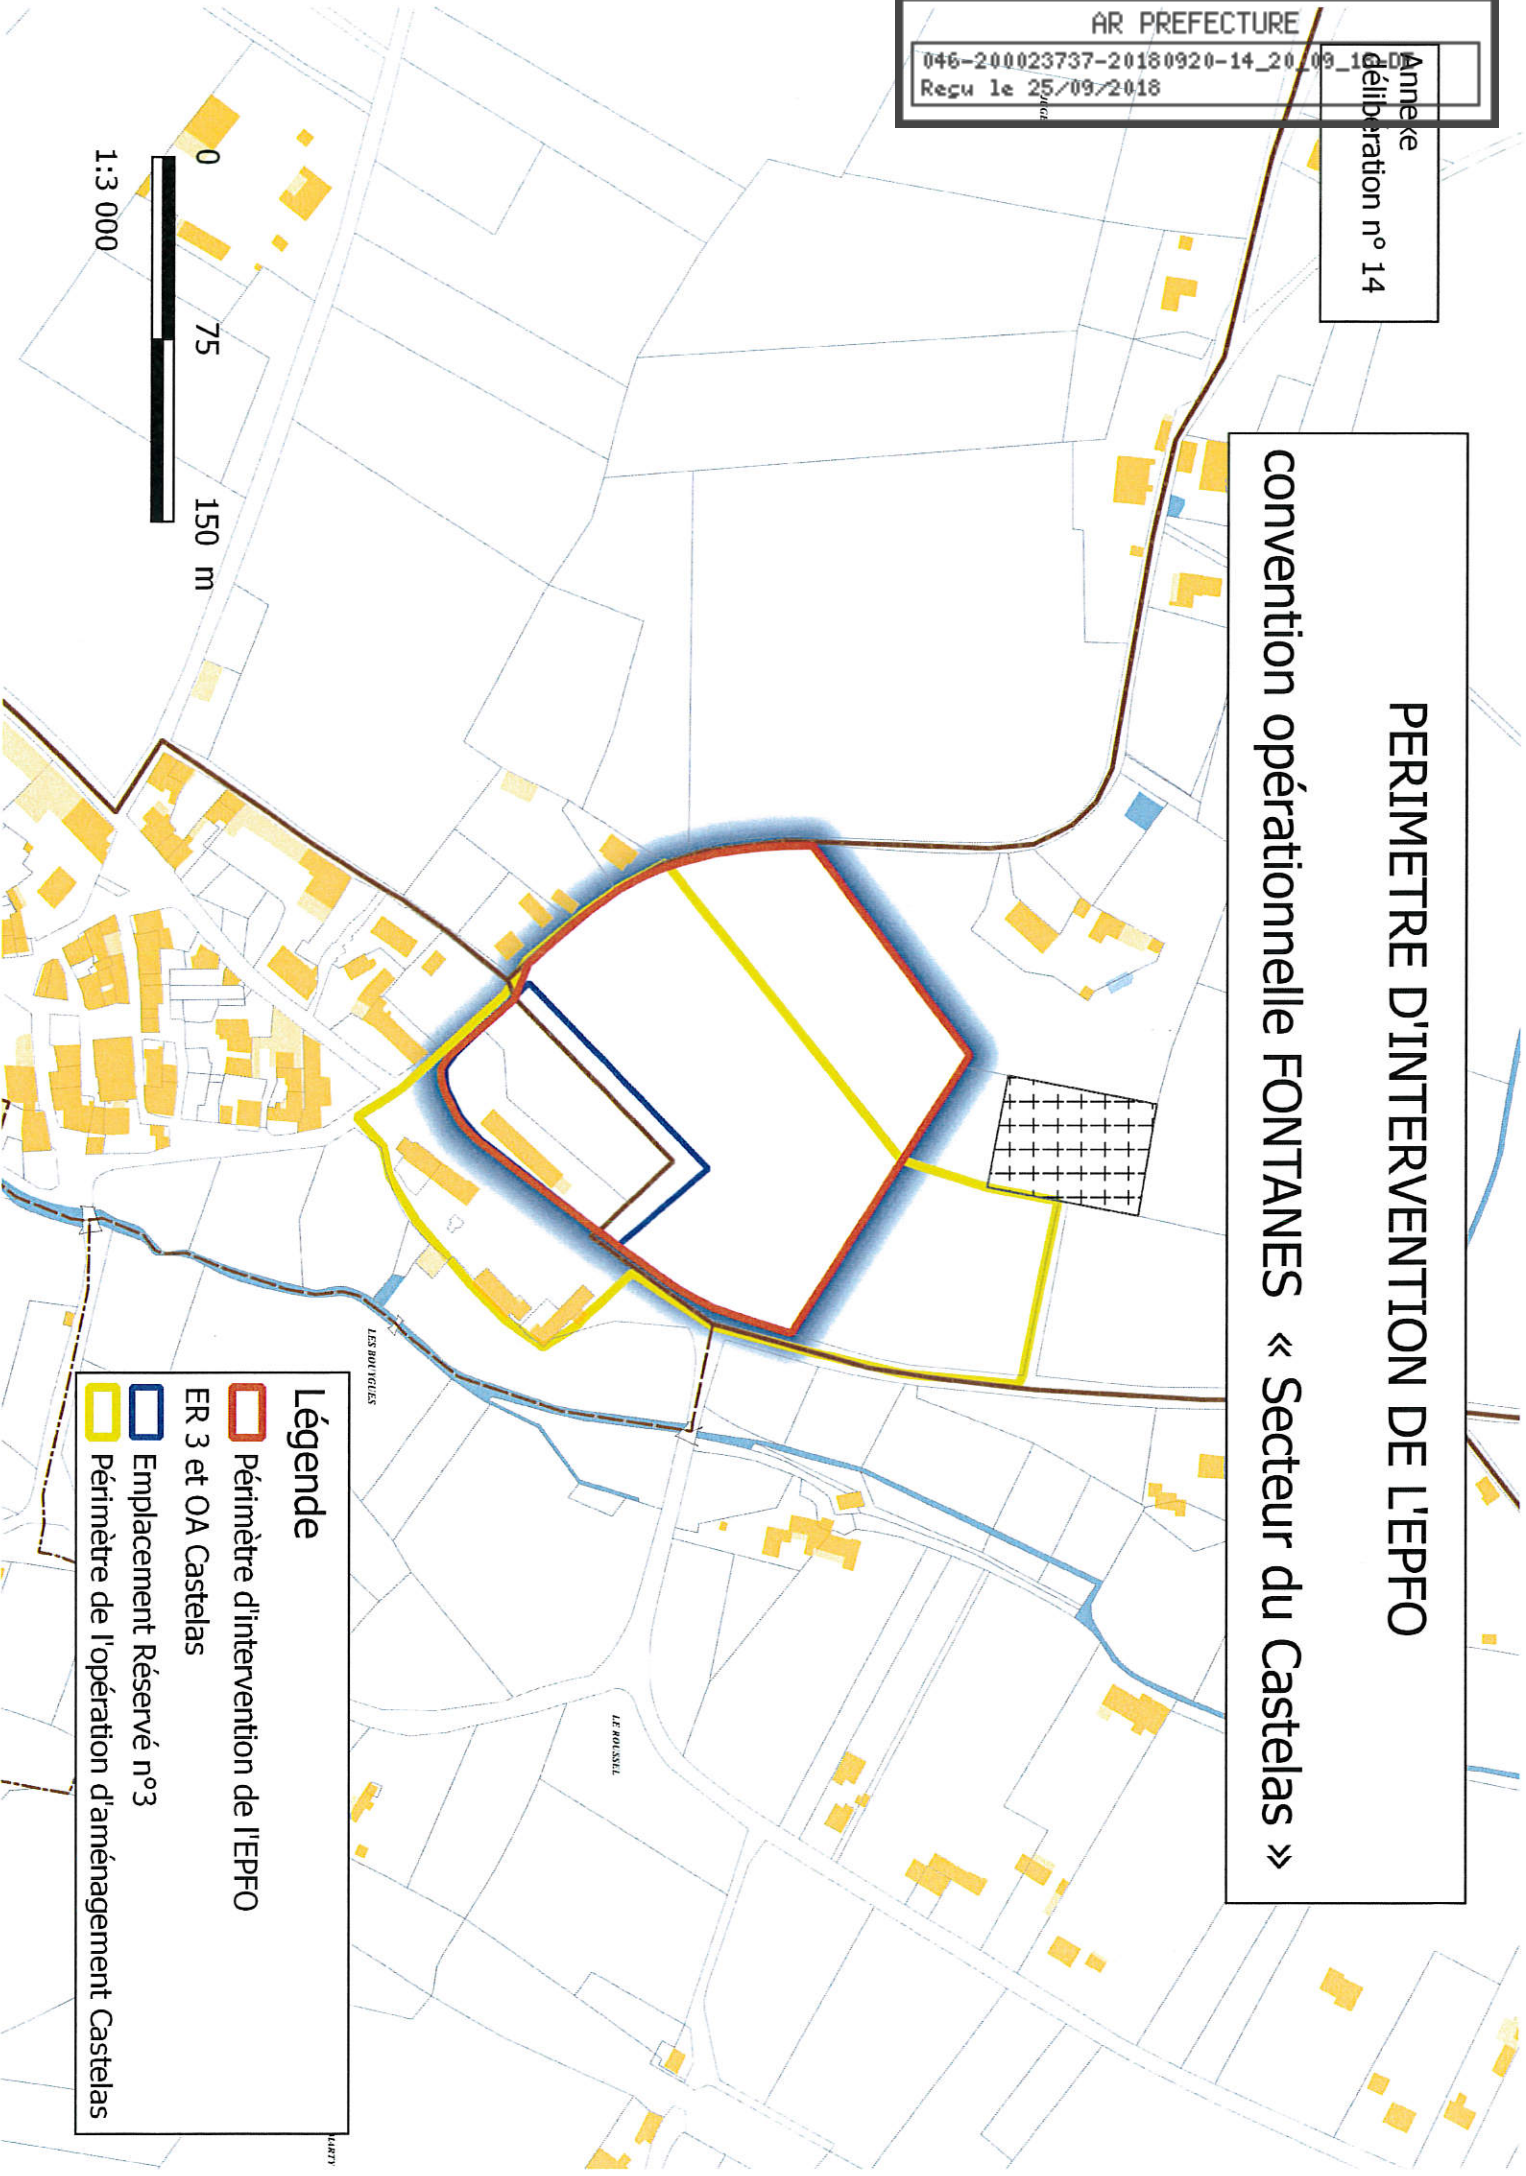 AR PREFECTURE
046-200023737-20180920-14_20_09_18-DE
Reçu le 25/09/2018
Annexe
délibération n° 14
PERIMETRE D'INTERVENTION DE L'EPFO
convention opérationnelle FONTANES « Secteur du Castelas »
0 75 150 m
1:3 000
LES BOUYGUES
LE ROUSSEL
Légende
Périmètre d'intervention de l'EPFO
ER 3 et OA Castelas
Emplacement Réservé n°3
Périmètre de l'opération d'aménagement Castelas